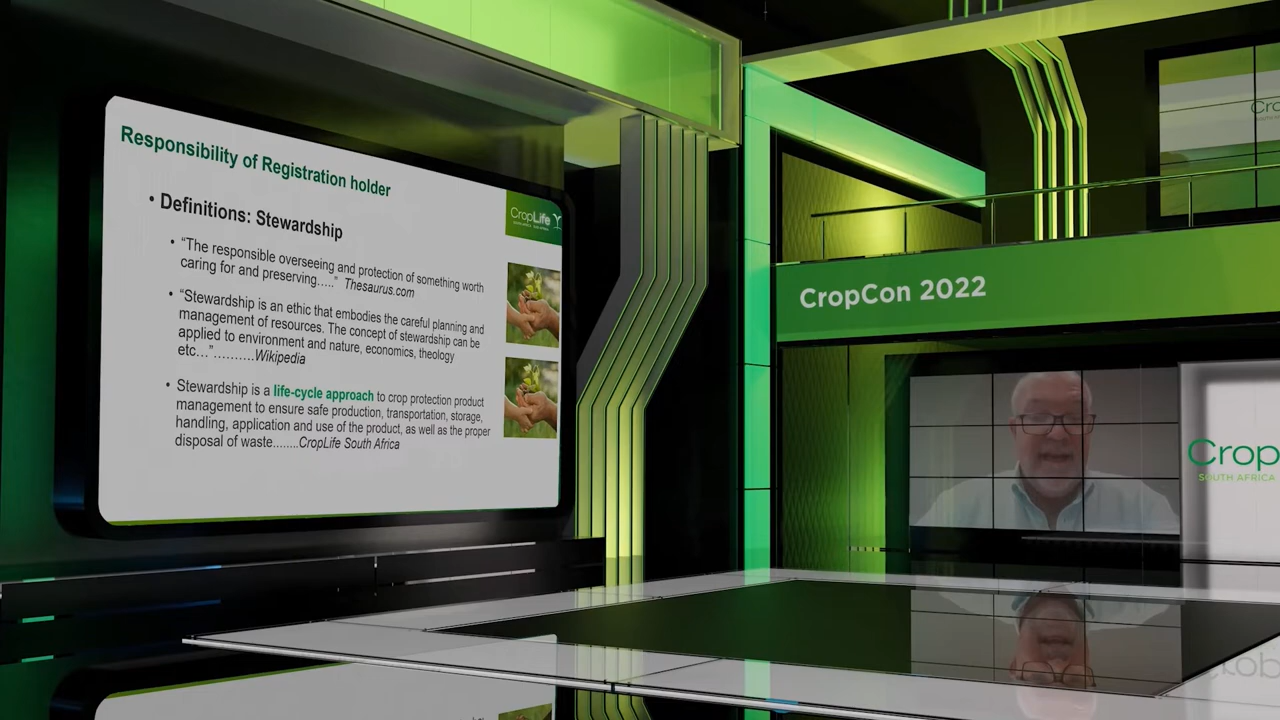 Responsibility of Registration holder
• Definitions: Stewardship
• “The responsible overseeing and protection of something worth
caring for and preserving…..” Thesaurus.com
• “Stewardship is an ethic that embodies the careful planning and
management of resources. The concept of stewardship can be
applied to environment and nature, economics, theology
etc…”……….Wikipedia
• Stewardship is a life-cycle approach to crop protection product
management to ensure safe production, transportation, storage,
handling, application and use of the product, as well as the proper
disposal of waste........CropLife South Africa
CropLife
SOUTH AFRICA
CropCon 2022
Crop
SOUTH AFRICA